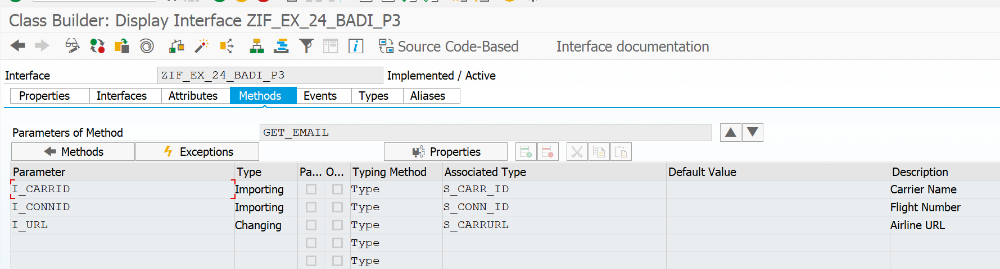 Class Builder: Display Interface ZIF_EX_24_BADI_P3
Source Code-Based Interface documentation
Interface ZIF_EX_24_BADI_P3 Implemented / Active
Properties Interfaces Attributes Methods Events Types Aliases
Parameters of Method GET_EMAIL
Methods Exceptions Properties
Parameter Type Pa... O... Typing Method Associated Type Default Value Description
I_CARRID Importing Type S_CARR_ID Carrier Name
I_CONNID Importing Type S_CONN_ID Flight Number
I_URL Changing Type S_CARRURL Airline URL
Type
Type